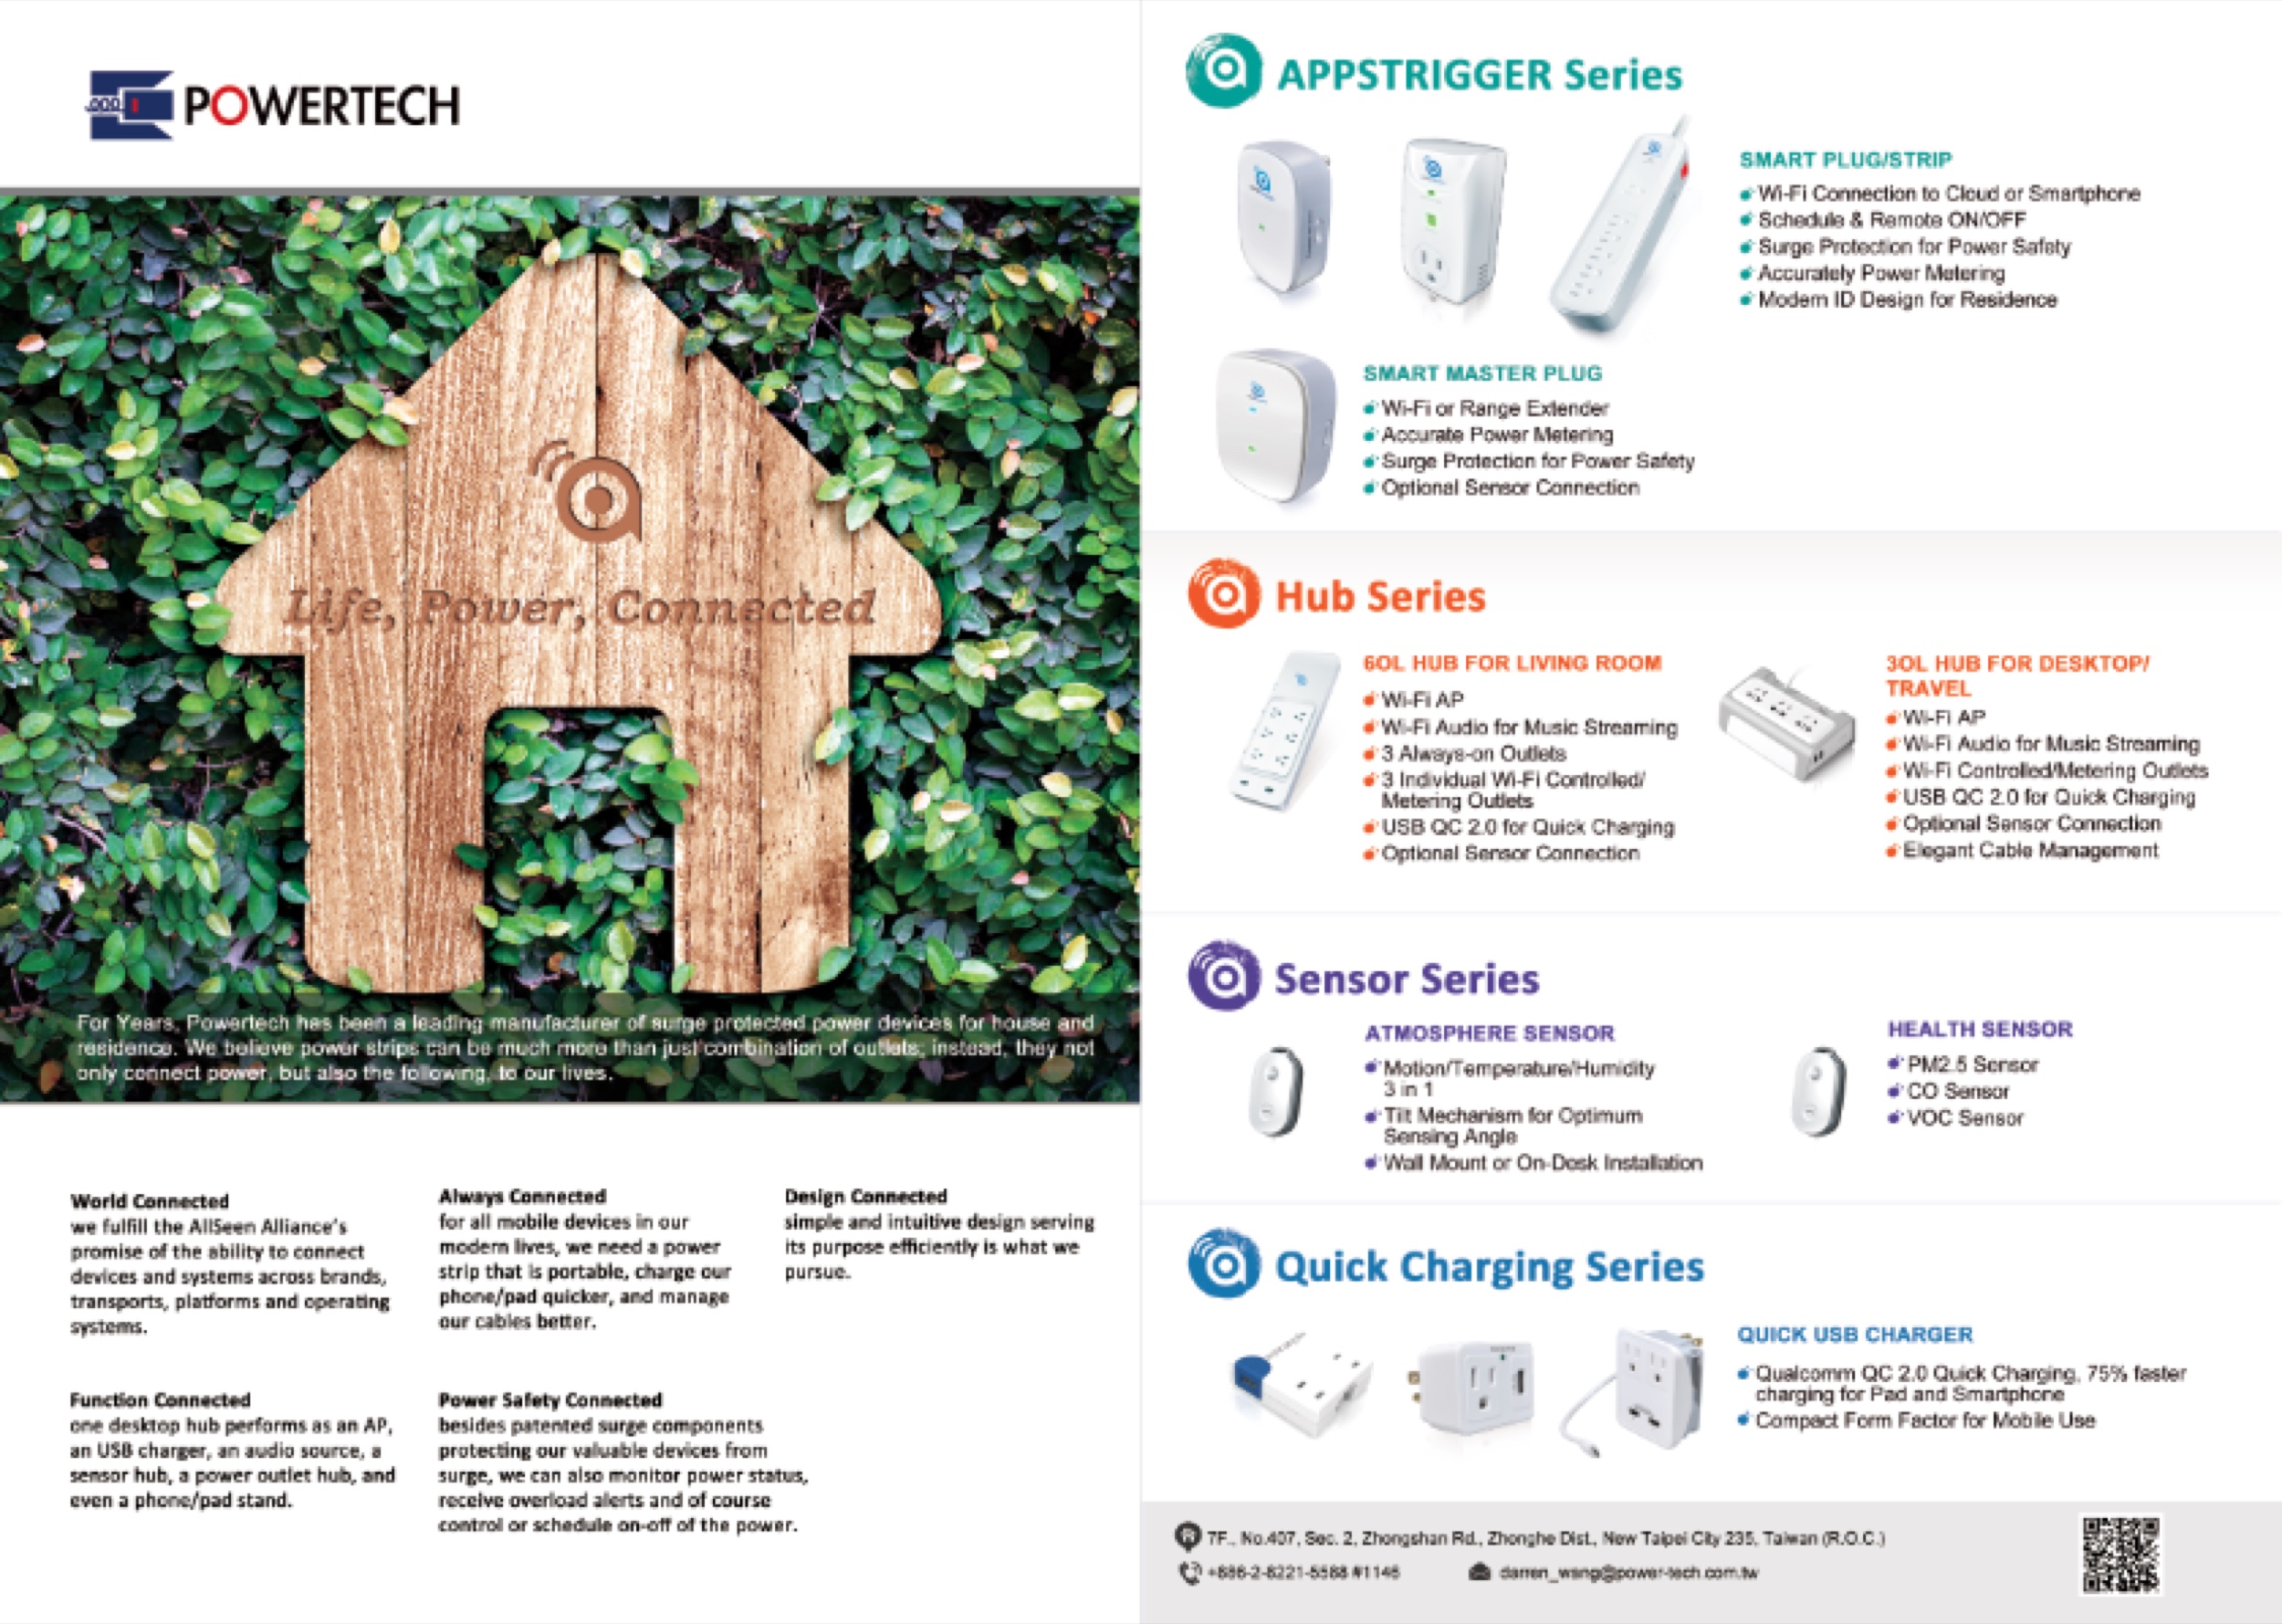 POWERTECH
Life, Power, Connected
For Years, Powertech has been a leading manufacturer of surge protected power devices for house and
residence. We believe power strips can be much more than just combination of outlets; instead, they not
only connect power, but also the following, to our lives.
World Connected
we fulfill the AllSeen Alliance's
promise of the ability to connect
devices and systems across brands,
transports, platforms and operating
systems.
Always Connected
for all mobile devices in our
modern lives, we need a power
strip that is portable, charge our
phone/pad quicker, and manage
our cables better.
Design Connected
simple and intuitive design serving
its purpose efficiently is what we
pursue.
Function Connected
one desktop hub performs as an AP,
an USB charger, an audio source, a
sensor hub, a power outlet hub, and
even a phone/pad stand.
Power Safety Connected
besides patented surge components
protecting our valuable devices from
surge, we can also monitor power status,
receive overload alerts and of course
control or schedule on-off of the power.
APPSTRIGGER Series
SMART PLUG/STRIP
Wi-Fi Connection to Cloud or Smartphone
Schedule & Remote ON/OFF
Surge Protection for Power Safety
Accurately Power Metering
Modern ID Design for Residence
SMART MASTER PLUG
Wi-Fi or Range Extender
Accurate Power Metering
Surge Protection for Power Safety
Optional Sensor Connection
Hub Series
6OL HUB FOR LIVING ROOM
Wi-Fi AP
Wi-Fi Audio for Music Streaming
3 Always-on Outlets
3 Individual Wi-Fi Controlled/
Metering Outlets
USB QC 2.0 for Quick Charging
Optional Sensor Connection
3OL HUB FOR DESKTOP/
TRAVEL
Wi-Fi AP
Wi-Fi Audio for Music Streaming
Wi-Fi Controlled/Metering Outlets
USB QC 2.0 for Quick Charging
Optional Sensor Connection
Elegant Cable Management
Sensor Series
ATMOSPHERE SENSOR
Motion/Temperature/Humidity
3 in 1
Tilt Mechanism for Optimum
Sensing Angle
Wall Mount or On-Desk Installation
HEALTH SENSOR
PM2.5 Sensor
CO Sensor
VOC Sensor
Quick Charging Series
QUICK USB CHARGER
Qualcomm QC 2.0 Quick Charging, 75% faster
charging for Pad and Smartphone
Compact Form Factor for Mobile Use
7F., No.407, Sec. 2, Zhongshan Rd., Zhonghe Dist., New Taipei City 235, Taiwan (R.O.C.)
+886-2-8221-5588 #1146
darren_wang@power-tech.com.tw